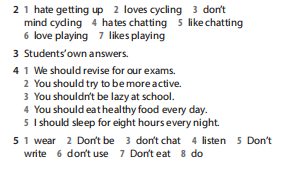 2 1 hate getting up 2 loves cycling 3 don't
mind cycling 4 hates chatting 5 like chatting
6 love playing 7 likes playing
3 Students' own answers.
4 1 We should revise for our exams.
2 You should try to be more active.
3 You shouldn't be lazy at school.
4 You should eat healthy food every day.
5 I should sleep for eight hours every night.
5 1 wear 2 Don't be 3 don't chat 4 listen 5 Don't
write 6 don't use 7 Don't eat 8 do